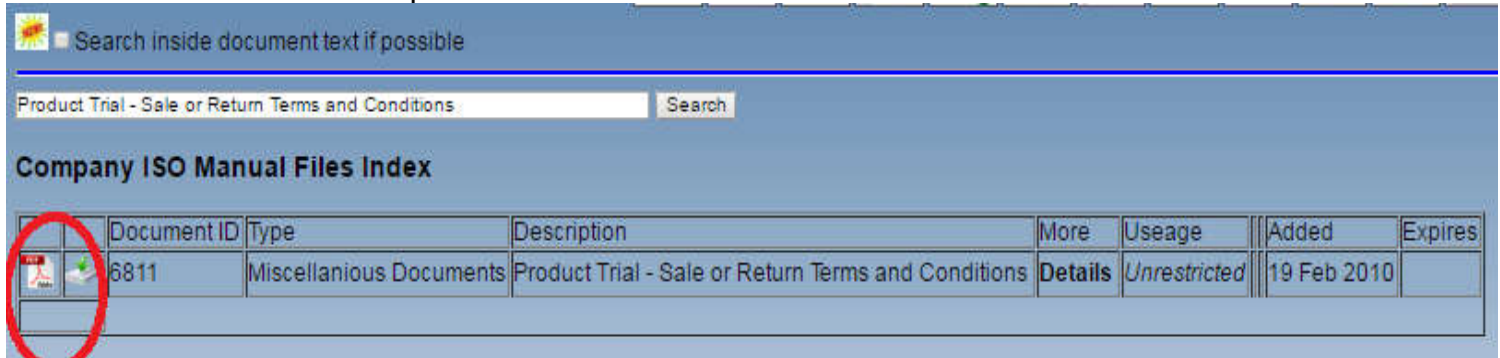 Search inside document text if possible
Product Trial - Sale or Return Terms and Conditions Search
Company ISO Manual Files Index
Document ID Type Description More Useage Added Expires
6811 Miscellanious Documents Product Trial - Sale or Return Terms and Conditions Details Unrestricted 19 Feb 2010